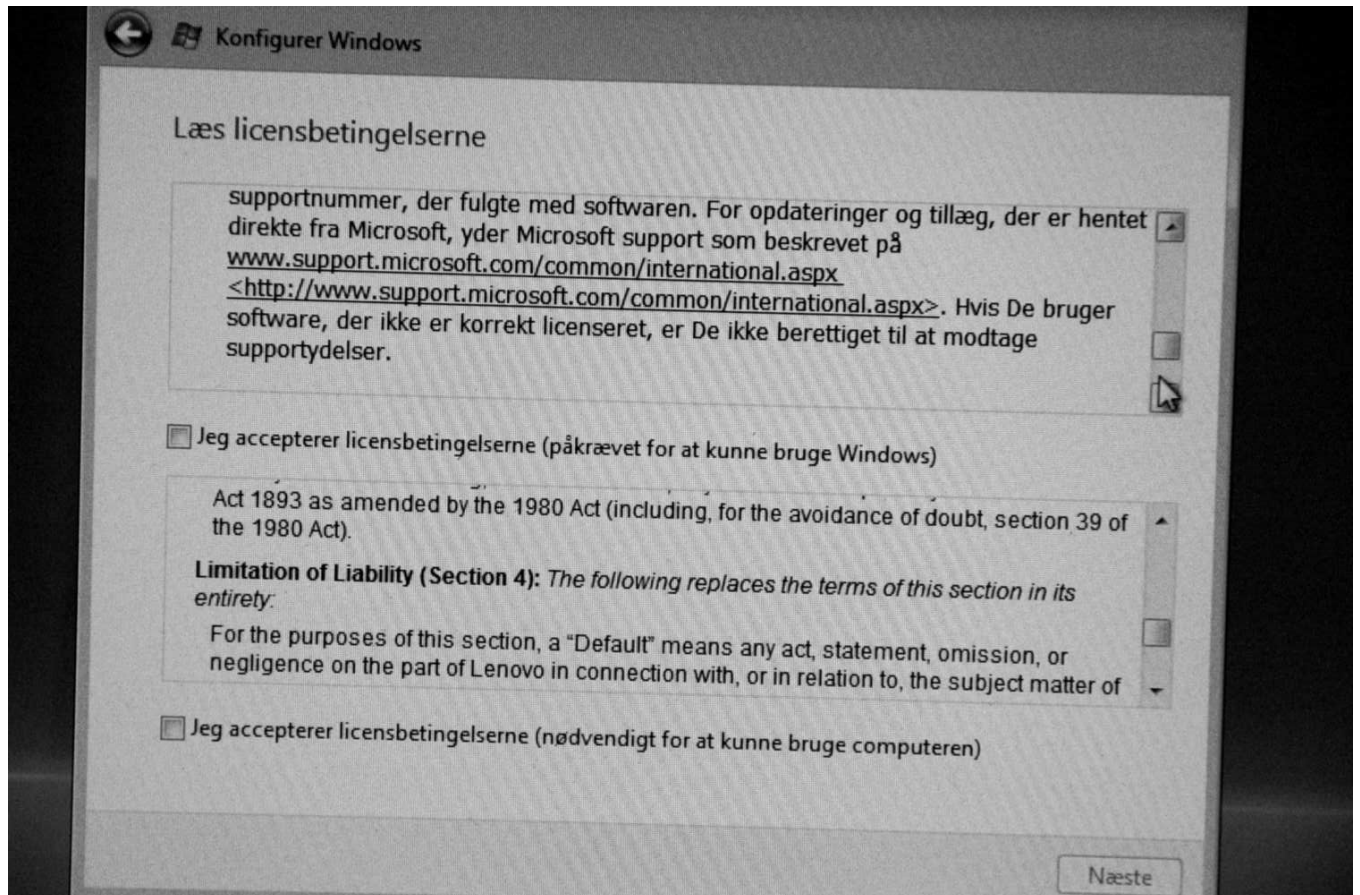 Konfigurer Windows
Læs licensbetingelserne
supportnummer, der fulgte med softwaren. For opdateringer og tillæg, der er hentet
direkte fra Microsoft, yder Microsoft support som beskrevet på
www.support.microsoft.com/common/international.aspx
<http://www.support.microsoft.com/common/international.aspx>. Hvis De bruger
software, der ikke er korrekt licenseret, er De ikke berettiget til at modtage
supportydelser.
Jeg accepterer licensbetingelserne (påkrævet for at kunne bruge Windows)
Act 1893 as amended by the 1980 Act (including, for the avoidance of doubt, section 39 of
the 1980 Act).
Limitation of Liability (Section 4): The following replaces the terms of this section in its
entirety:
For the purposes of this section, a “Default” means any act, statement, omission, or
negligence on the part of Lenovo in connection with, or in relation to, the subject matter of
Jeg accepterer licensbetingelserne (nødvendigt for at kunne bruge computeren)
Næste